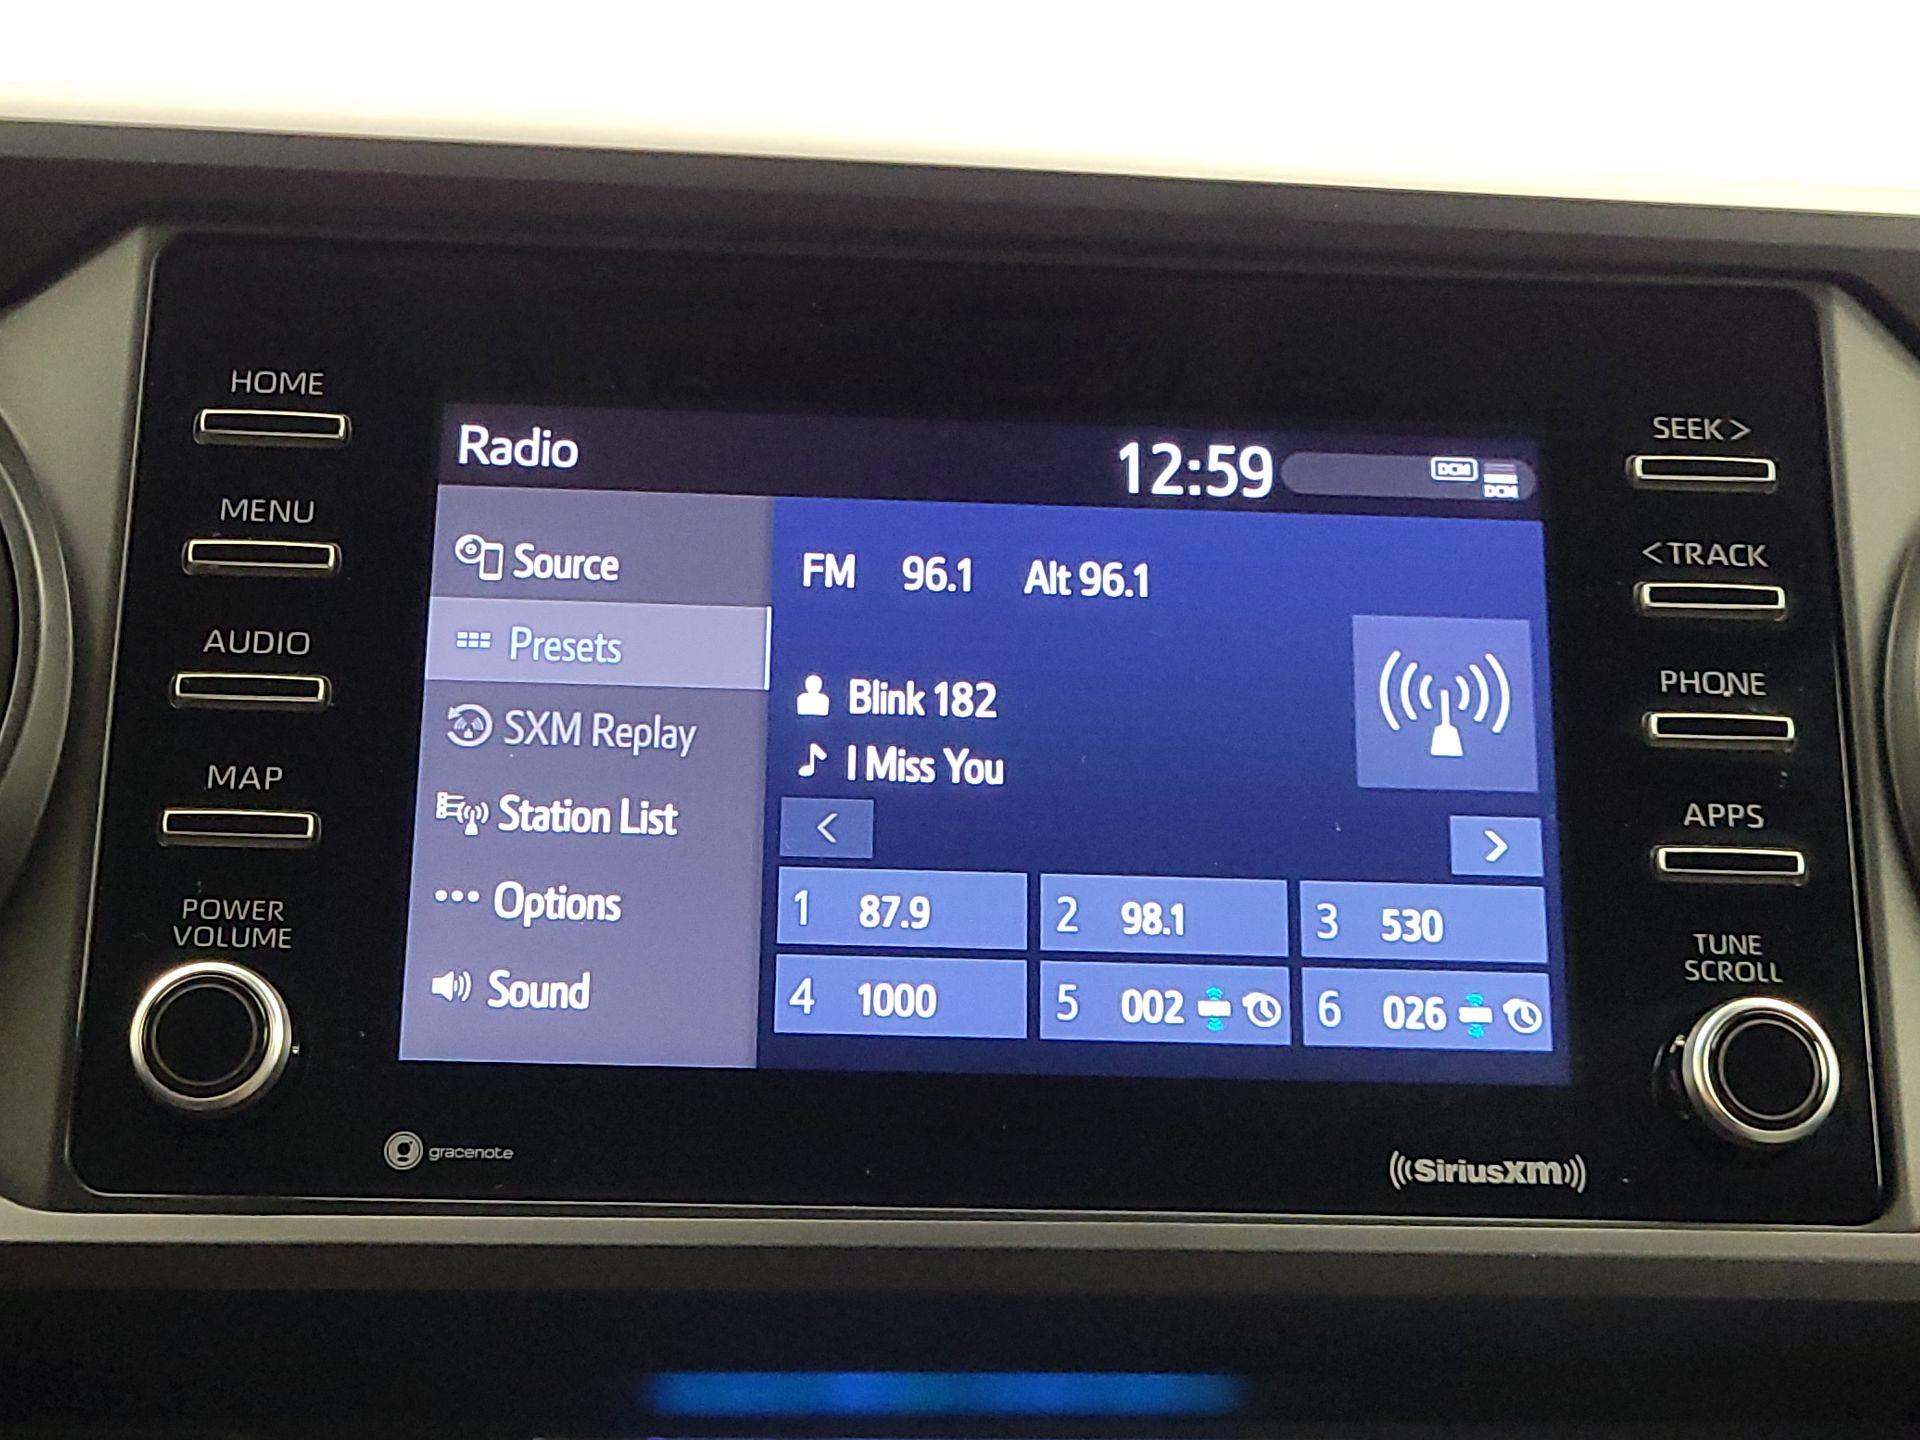 HOME
MENU
AUDIO
MAP
POWER
VOLUME
Radio
12:59
DCM
DCM
Source
Presets
SXM Replay
Station List
Options
Sound
FM 96.1 Alt 96.1
Blink 182
I Miss You
<
>
1 87.9
2 98.1
3 530
4 1000
5 002
6 026
SEEK >
< TRACK
PHONE
APPS
TUNE
SCROLL
gracenote
SiriusXM